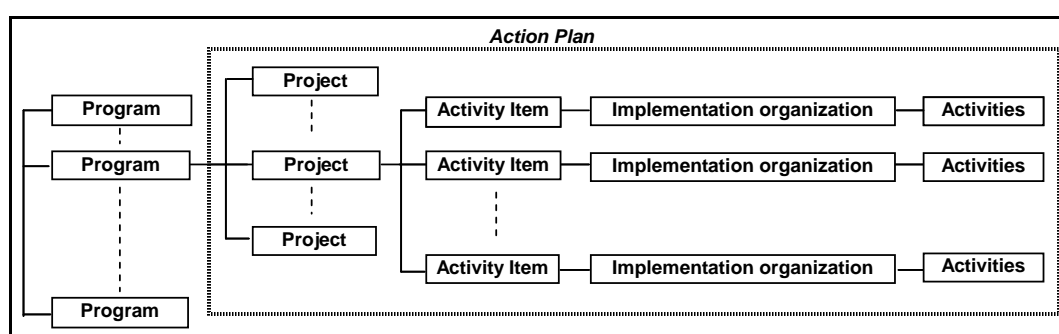 Action Plan
Project
Program
Activity Item Implementation organization Activities
Program Project Activity Item Implementation organization Activities
Project
Activity Item Implementation organization Activities
Program